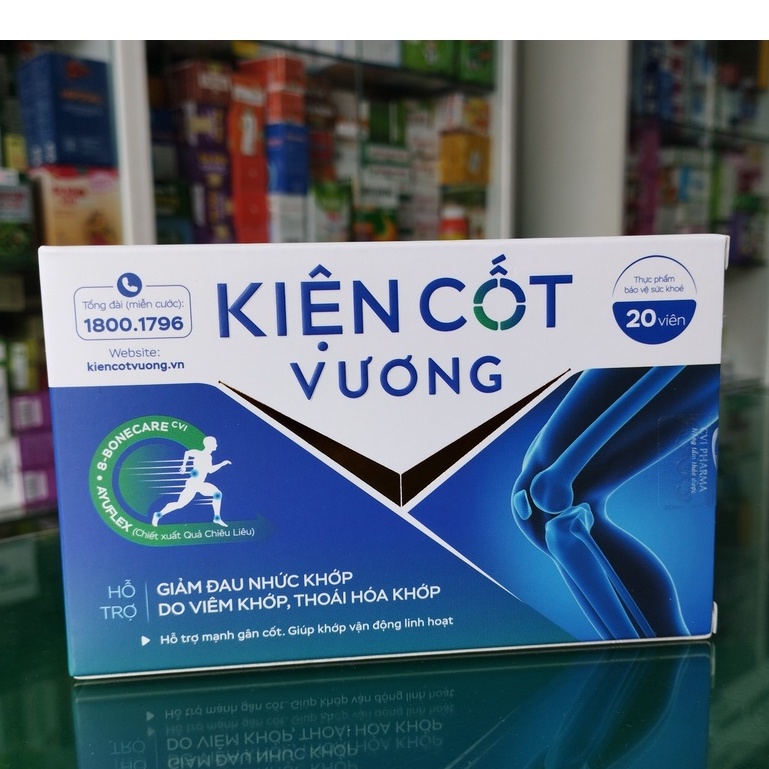 Tổng đài (miễn cước):
1800.1796
Website:
kiencotvuong.vn
KIỆN CỐT
VƯƠNG
Thực phẩm
bảo vệ sức khoẻ
20 viên
B-BONECARE CVI
AYUFLEX (Chiết xuất Quả Chiêu Liêu)
HỖ
TRỢ
GIẢM ĐAU NHỨC KHỚP
DO VIÊM KHỚP, THOÁI HÓA KHỚP
Hỗ trợ mạnh gân cốt. Giúp khớp vận động linh hoạt
CVI PHARMA